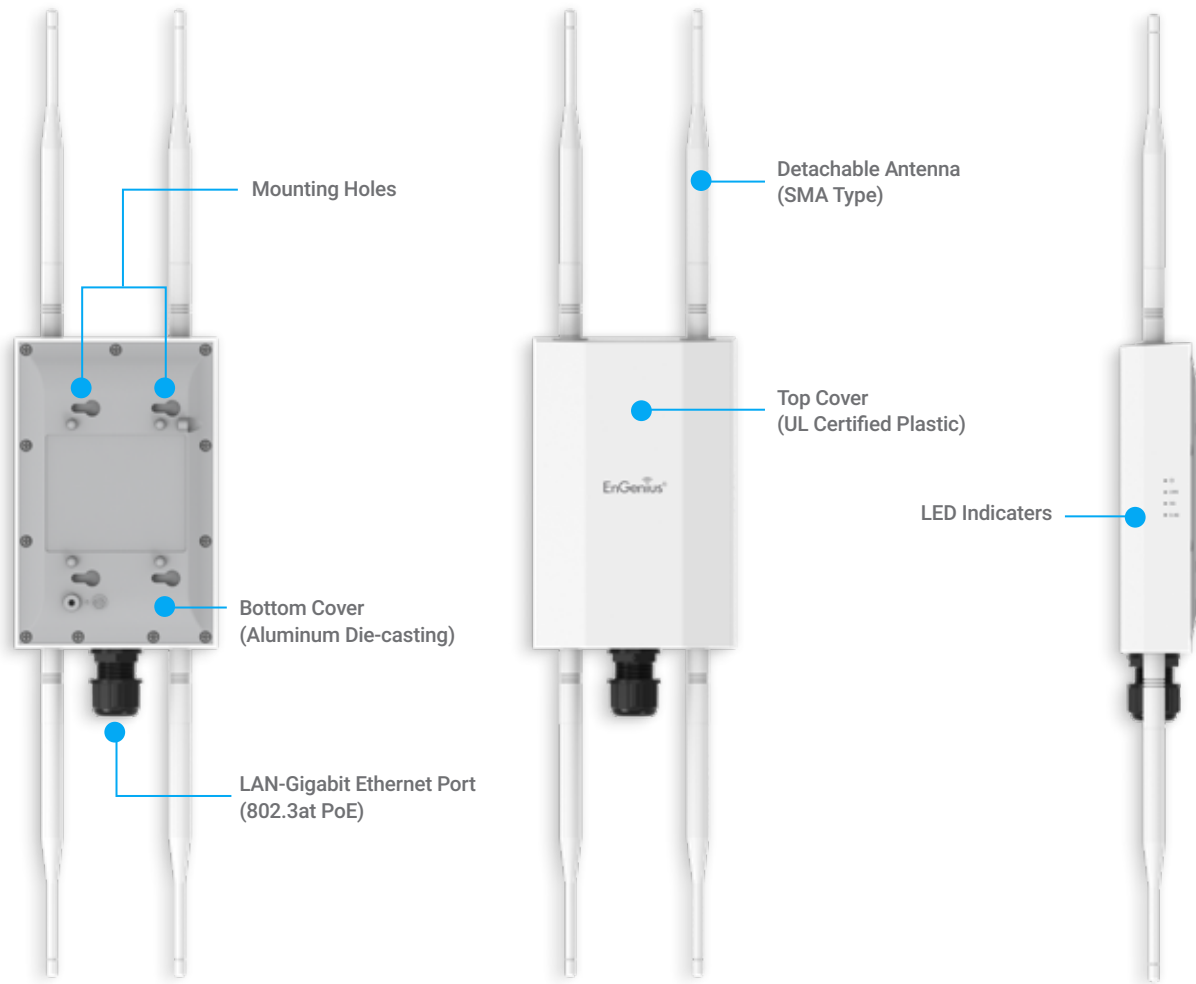 Mounting Holes
Detachable Antenna
(SMA Type)
Top Cover
(UL Certified Plastic)
EnGenius®
LED Indicaters
Bottom Cover
(Aluminum Die-casting)
LAN-Gigabit Ethernet Port
(802.3at PoE)